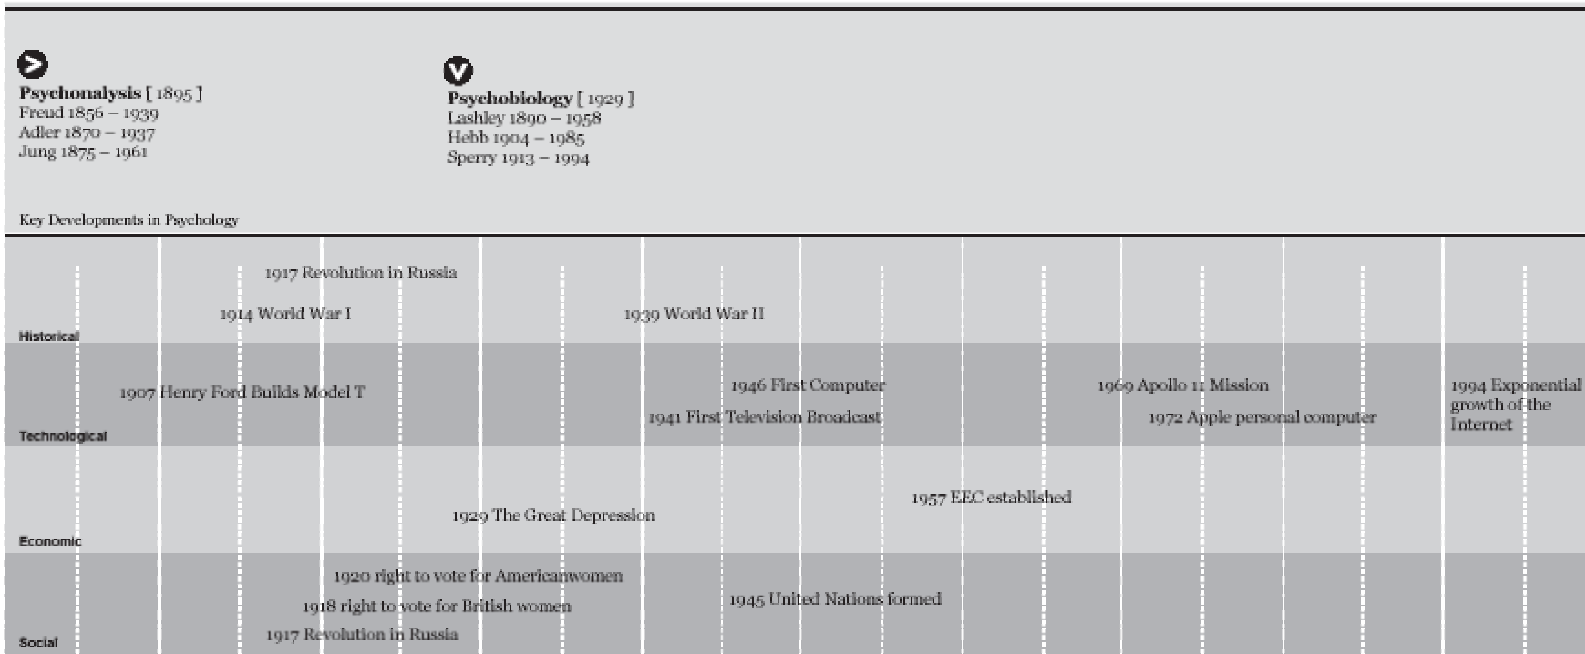 Psychonalysis [ 1895 ]
Freud 1856 – 1939
Adler 1870 – 1937
Jung 1875 – 1961
Psychobiology [ 1929 ]
Lashley 1890 – 1958
Hebb 1904 – 1985
Sperry 1913 – 1994
Key Developments in Psychology
1917 Revolution in Russia
1914 World War I
1939 World War II
Historical
1907 Henry Ford Builds Model T
1946 First Computer
1941 First Television Broadcast
1969 Apollo 11 Mission
1972 Apple personal computer
1994 Exponential
growth of the
Internet
Technological
1957 EEC established
1929 The Great Depression
Economic
1920 right to vote for Americanwomen
1918 right to vote for British women
1945 United Nations formed
1917 Revolution in Russia
Social